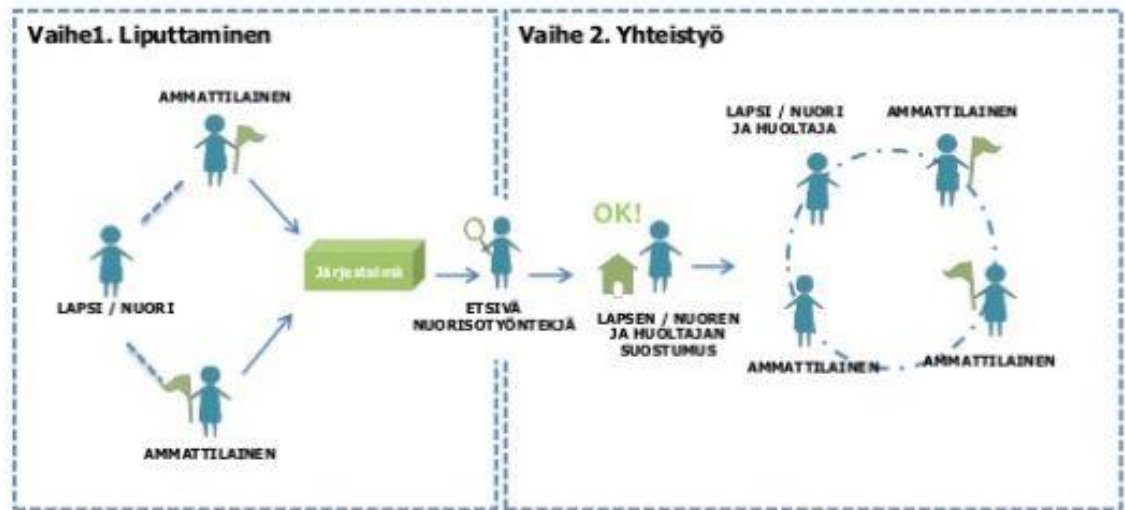 Vaihe1. Liputtaminen
AMMATTILAINEN
LAPSI / NUORI
Järjestelmä
AMMATTILAINEN
ETSIVÄ
NUORISOTYÖNTEKJÄ
Vaihe 2. Yhteistyö
OK!
LAPSEN / NUOREN
JA HUOLTAJAN
SUOSTUMUS
LAPSI / NUORI
JA HUOLTAJA
AMMATTILAINEN
AMMATTILAINEN
AMMATTILAINEN